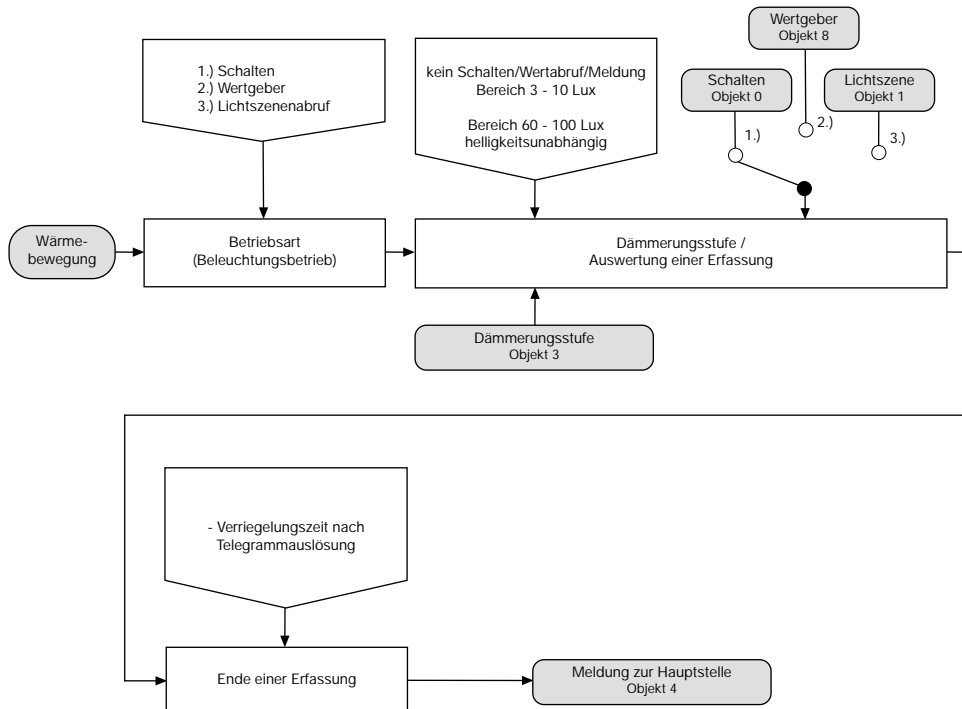 Wertgeber
Objekt 8
1.) Schalten
2.) Wertgeber
3.) Lichtszenenabruf
kein Schalten/Wertabruf/Meldung
Bereich 3 - 10 Lux
Bereich 60 - 100 Lux
helligkeitsunabhängig
Schalten
Objekt 0
Lichtszene
Objekt 1
1.)
2.)
3.)
Wärme-
bewegung
Betriebsart
(Beleuchtungsbetrieb)
Dämmerungsstufe /
Auswertung einer Erfassung
Dämmerungsstufe
Objekt 3
- Verriegelungszeit nach
Telegrammauslösung
Ende einer Erfassung
Meldung zur Hauptstelle
Objekt 4